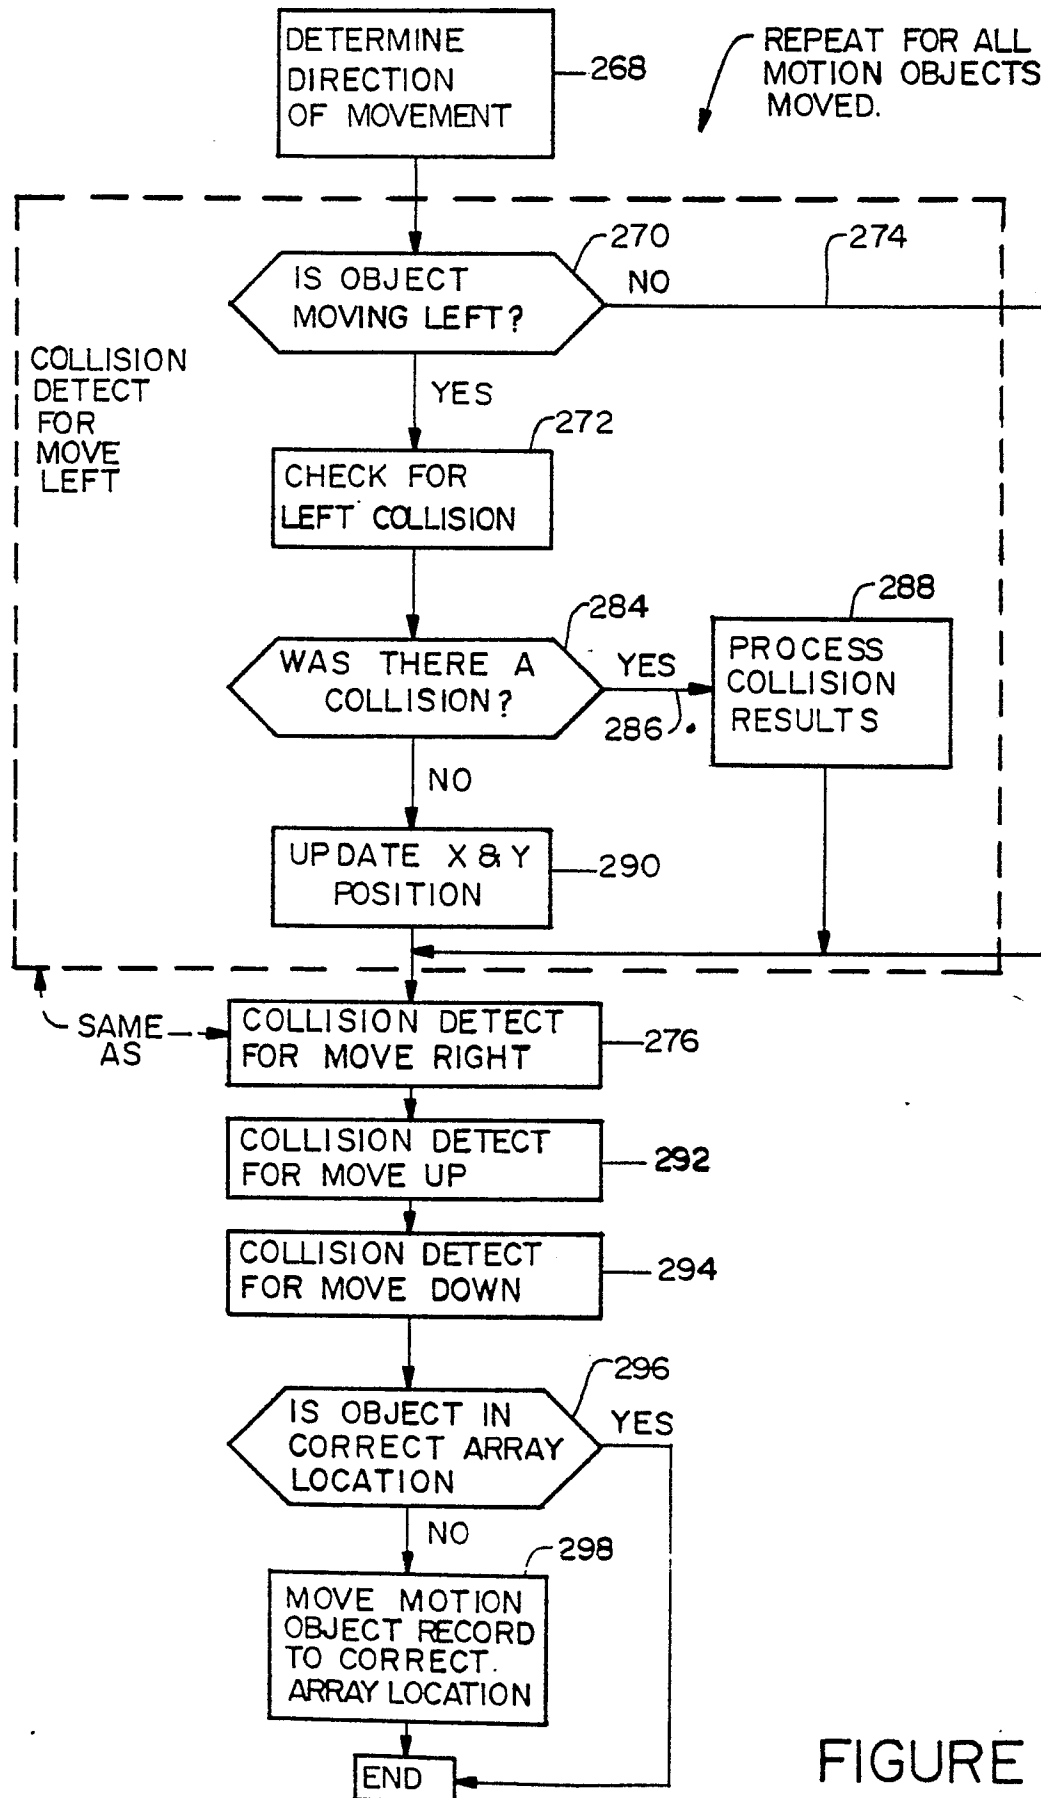 DETERMINE
DIRECTION
OF MOVEMENT
268
REPEAT FOR ALL
MOTION OBJECTS
MOVED.
270
274
IS OBJECT
MOVING LEFT?
NO
COLLISION
DETECT
FOR
MOVE
LEFT
YES
272
CHECK FOR
LEFT COLLISION
284
288
WAS THERE A
COLLISION?
YES
286
PROCESS
COLLISION
RESULTS
NO
UPDATE X & Y
POSITION
290
SAME
AS
COLLISION DETECT
FOR MOVE RIGHT
276
COLLISION DETECT
FOR MOVE UP
292
COLLISION DETECT
FOR MOVE DOWN
294
296
IS OBJECT IN
CORRECT ARRAY
LOCATION
YES
NO
298
MOVE MOTION
OBJECT RECORD
TO CORRECT.
ARRAY LOCATION
END
FIGURE